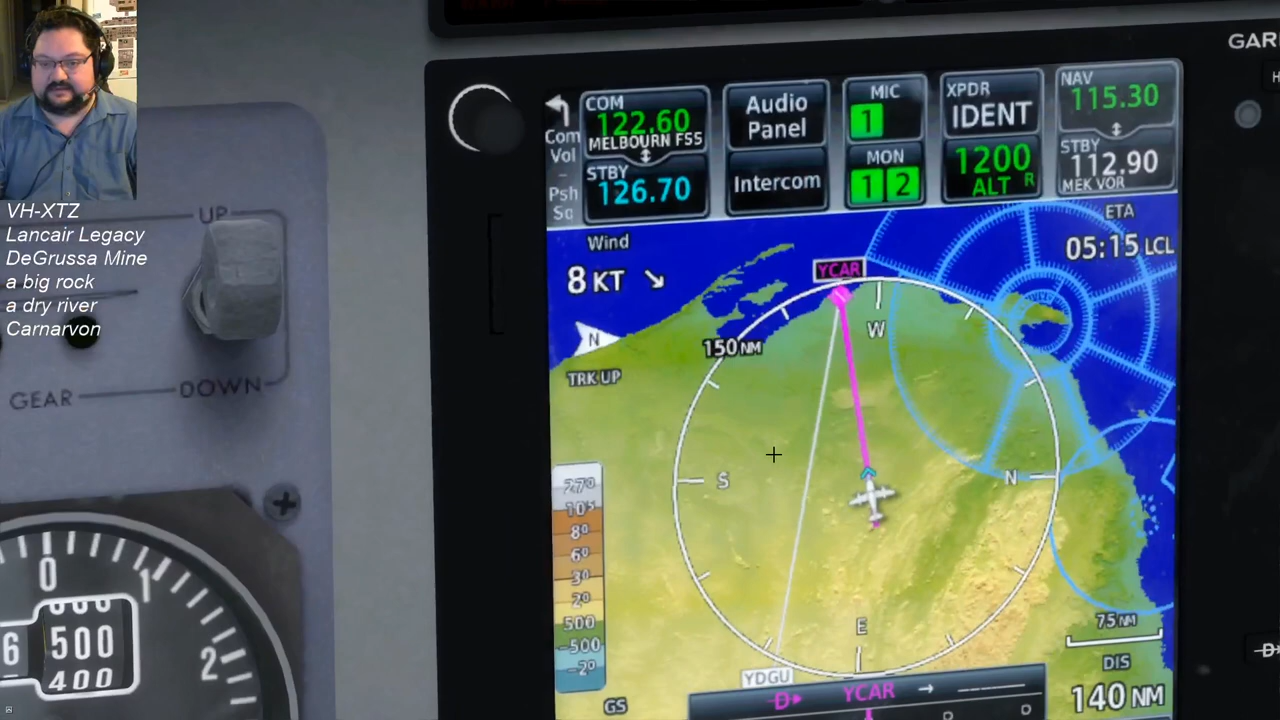 VH-XTZ
Lancair Legacy
DeGrussa Mine
a big rock
a dry river
Carnarvon
UP
GEAR
DOWN
0
1
2
6
500
400
GAR
Com
Vol
Psh
Sq
COM
122.60
MELBOURN FSS
STBY
126.70
Audio
Panel
Intercom
MIC
1
MON
1 2
XPDR
IDENT
1200
ALT R
NAV
115.30
STBY
112.90
MEK VOR
Wind
8 KT
ETA
05:15 LCL
N
TRK UP
YCAR
150 NM
W
S
N
E
YDGU
500
-500
GS
75 NM
DIS
140 NM
D
YCAR
D